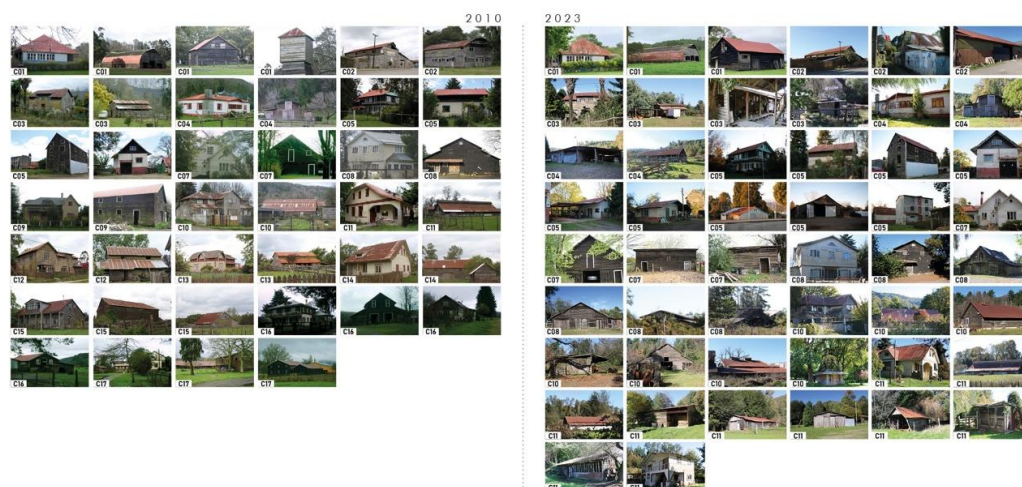 2010
C01 C01 C01 C01 C02 C02
C03 C03 C04 C04 C05 C05
C05 C05 C07 C07 C08 C08
C09 C09 C10 C10 C11 C11
C12 C12 C13 C13 C14 C14
C15 C15 C15 C16 C16 C16
C16 C17 C17 C17
2023
C01 C01 C01 C01 C02 C02
C03 C03 C03 C03 C04 C04
C04 C04 C05 C05 C05 C05
C05 C05 C05 C05 C05 C07
C07 C07 C07 C08 C08 C08
C08 C08 C08 C10 C10 C10
C10 C10 C10 C10 C11 C11
C11 C11 C11 C11 C11 C11
C11 C11